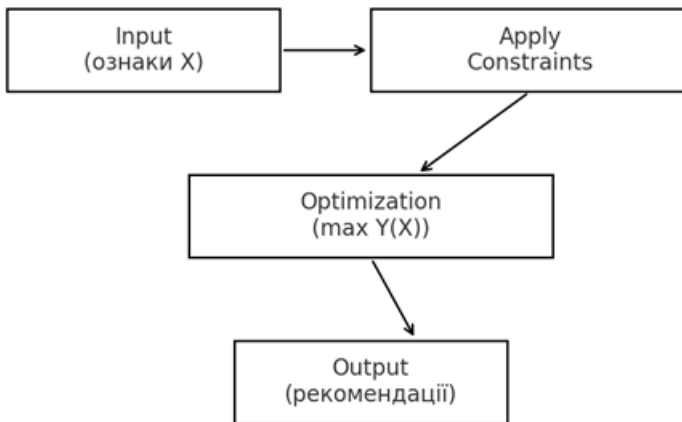 Input
(ознаки X)
Apply
Constraints
Optimization
(max Y(X))
Output
(рекомендації)